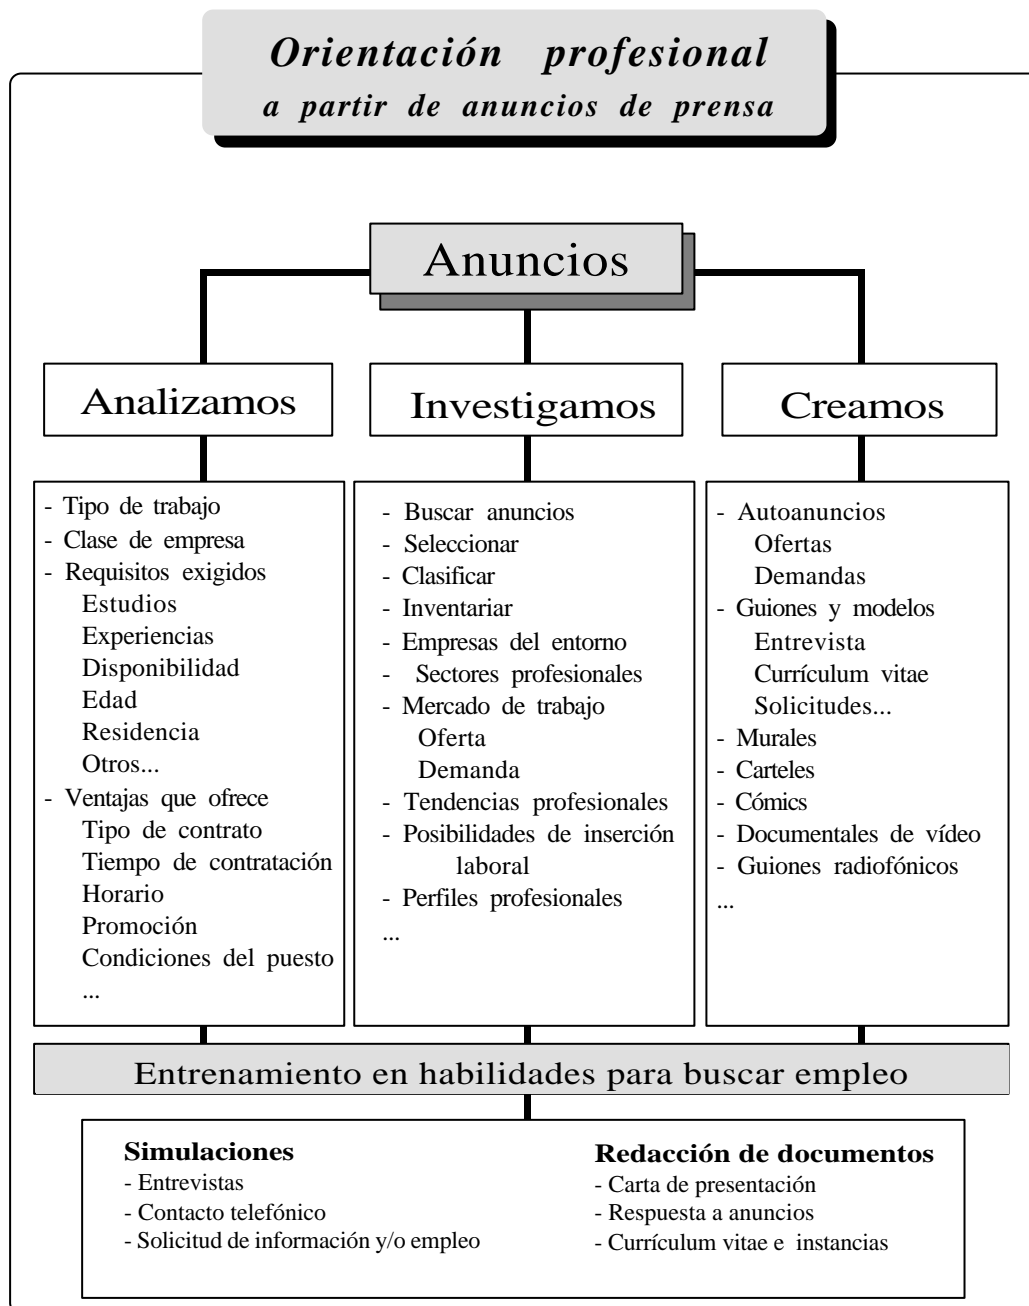 Orientación profesional
a partir de anuncios de prensa
Anuncios
Analizamos
- Tipo de trabajo
- Clase de empresa
- Requisitos exigidos
Estudios
Experiencias
Disponibilidad
Edad
Residencia
Otros...
- Ventajas que ofrece
Tipo de contrato
Tiempo de contratación
Horario
Promoción
Condiciones del puesto
...
Investigamos
- Buscar anuncios
- Seleccionar
- Clasificar
- Inventariar
- Empresas del entorno
- Sectores profesionales
- Mercado de trabajo
Oferta
Demanda
- Tendencias profesionales
- Posibilidades de inserción
laboral
- Perfiles profesionales
...
Creamos
- Autoanuncios
Ofertas
Demandas
- Guiones y modelos
Entrevista
Currículum vitae
Solicitudes...
- Murales
- Carteles
- Cómics
- Documentales de vídeo
- Guiones radiofónicos
...
Entrenamiento en habilidades para buscar empleo
Simulaciones
- Entrevistas
- Contacto telefónico
- Solicitud de información y/o empleo
Redacción de documentos
- Carta de presentación
- Respuesta a anuncios
- Currículum vitae e instancias